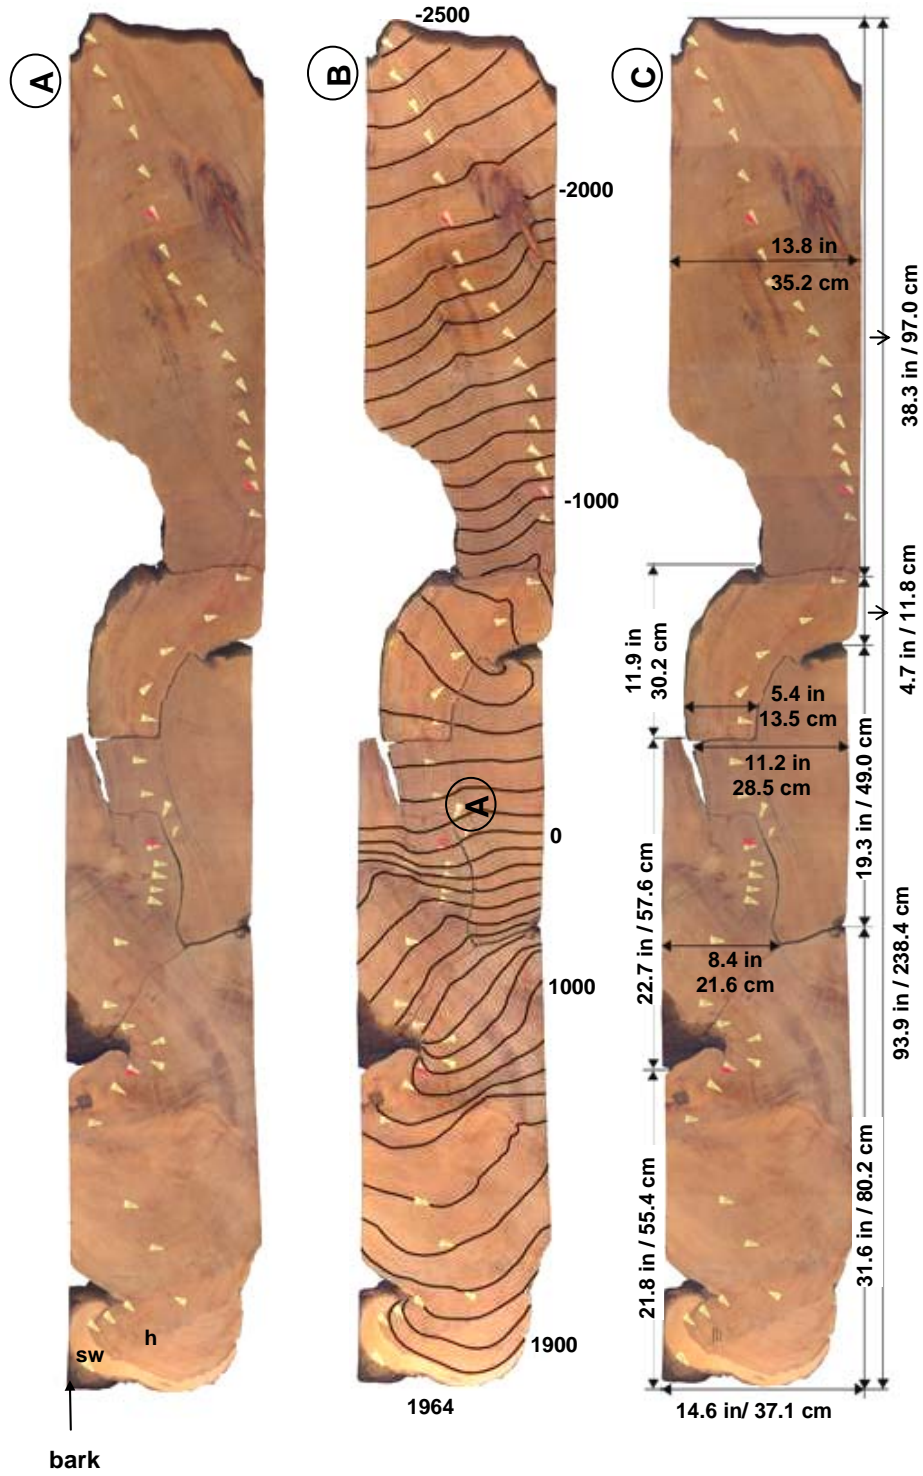 A
bark
sw
h
B
-2500
-2000
-1000
A
0
1000
1900
1964
C
13.8 in
35.2 cm
38.3 in / 97.0 cm
4.7 in / 11.8 cm
11.9 in
30.2 cm
5.4 in
13.5 cm
11.2 in
28.5 cm
19.3 in / 49.0 cm
22.7 in / 57.6 cm
8.4 in
21.6 cm
93.9 in / 238.4 cm
21.8 in / 55.4 cm
31.6 in / 80.2 cm
14.6 in/ 37.1 cm